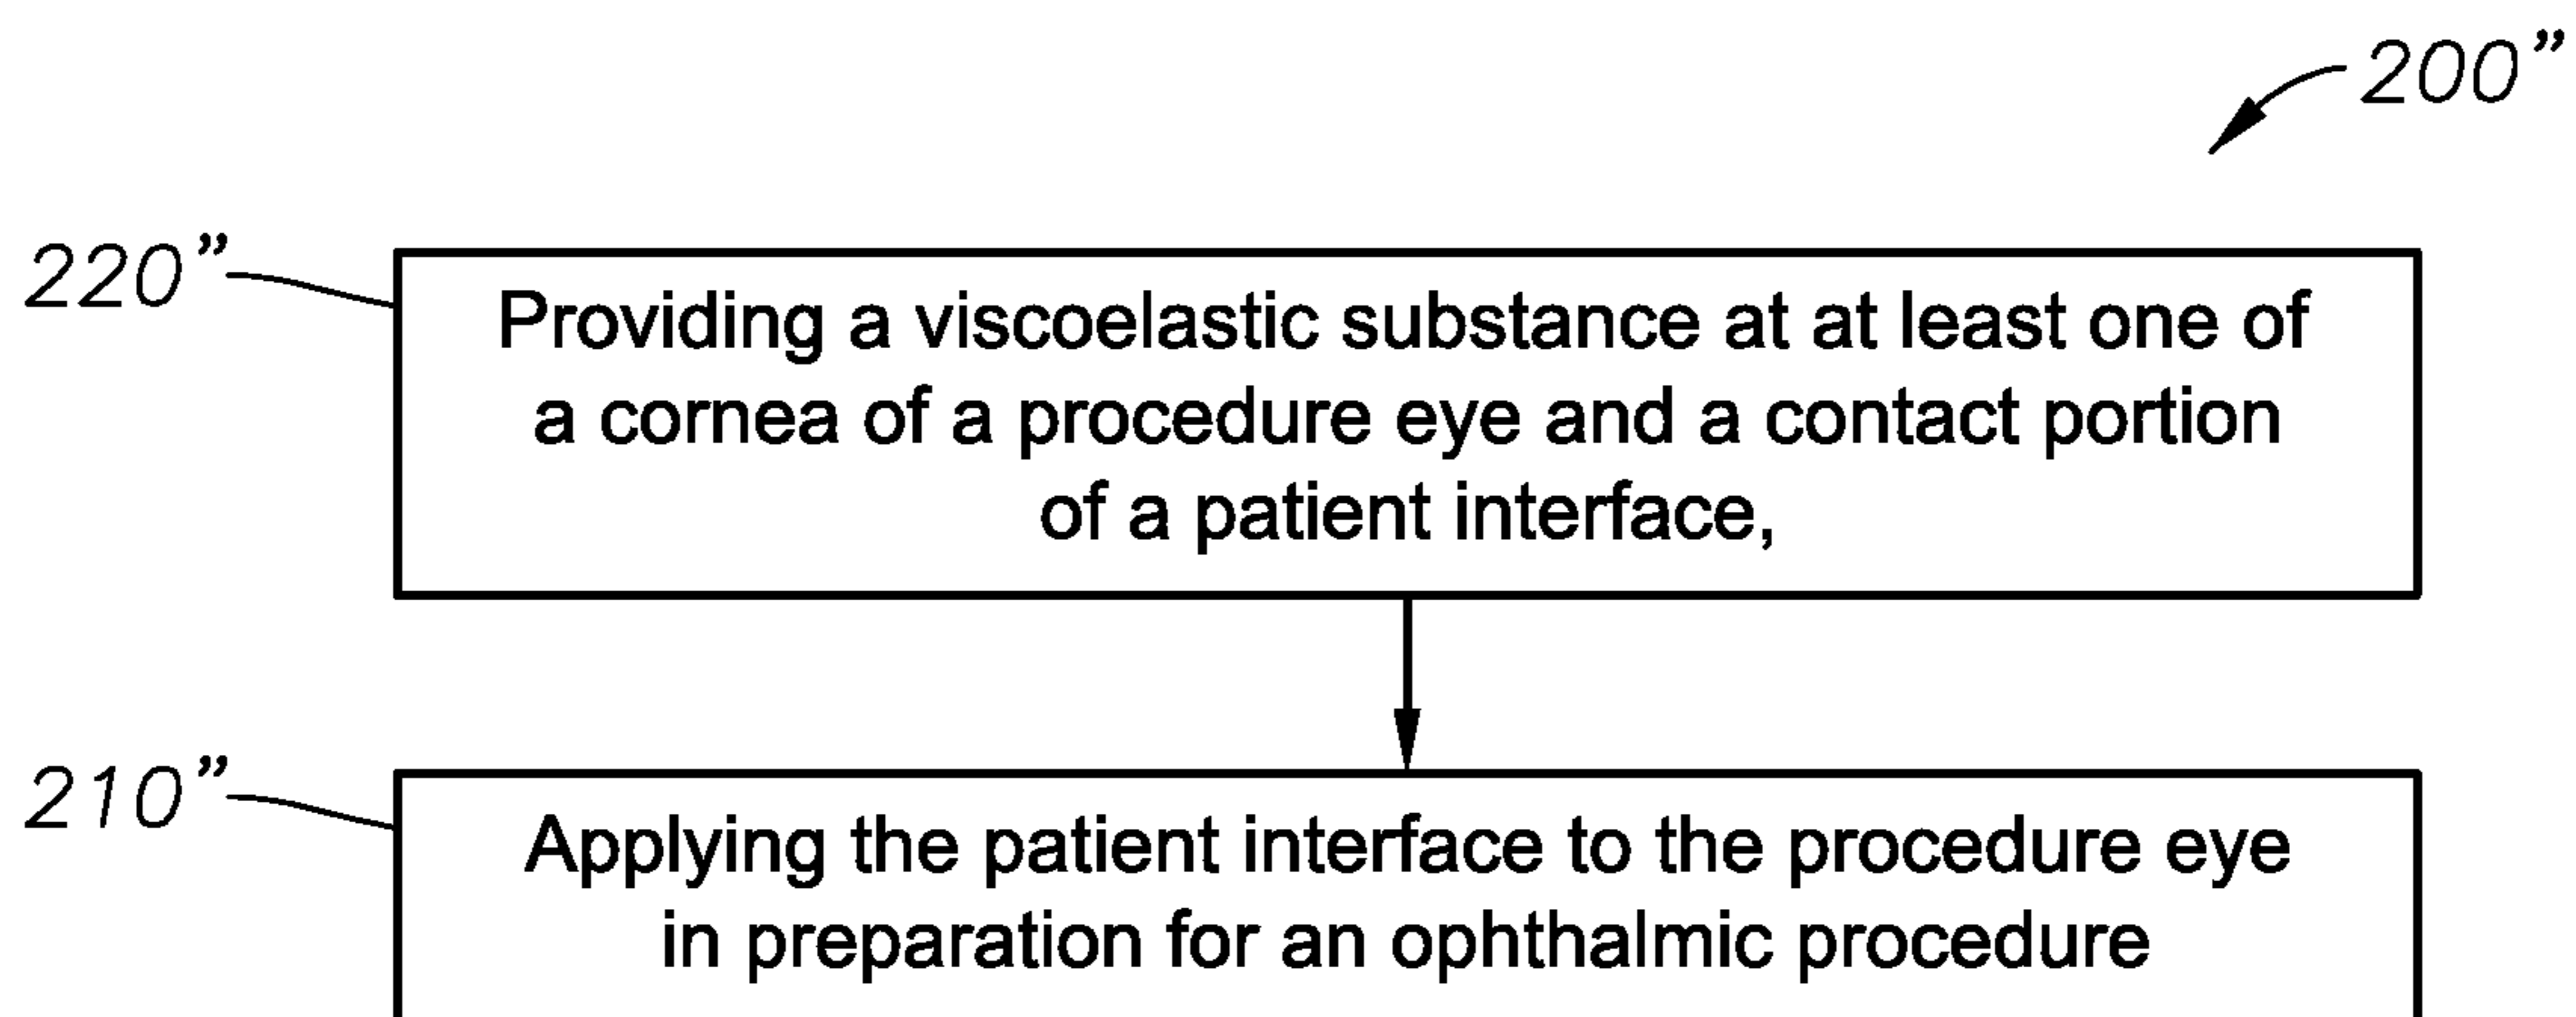 200”
220”
Providing a viscoelastic substance at at least one of
a cornea of a procedure eye and a contact portion
of a patient interface,
210”
Applying the patient interface to the procedure eye
in preparation for an ophthalmic procedure